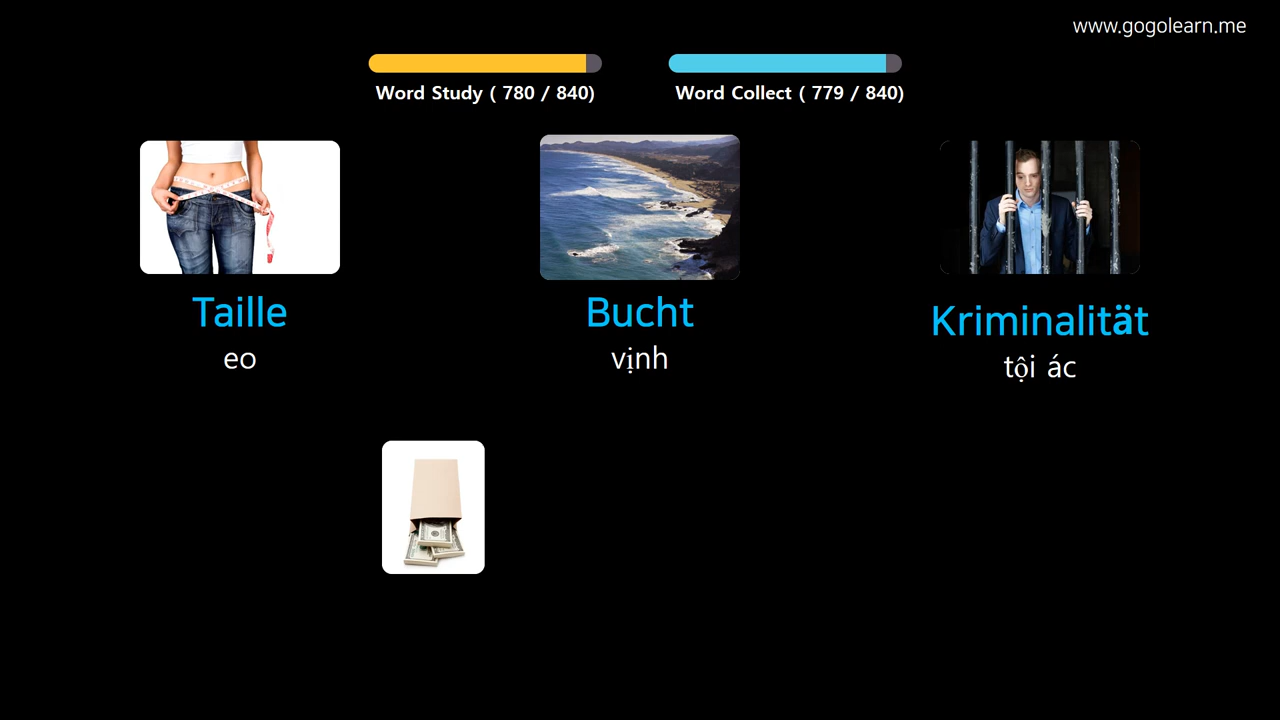 www.gogolearn.me
Word Study ( 780 / 840)
Word Collect ( 779 / 840)
Taille
eo
Bucht
vịnh
Kriminalität
tội ác